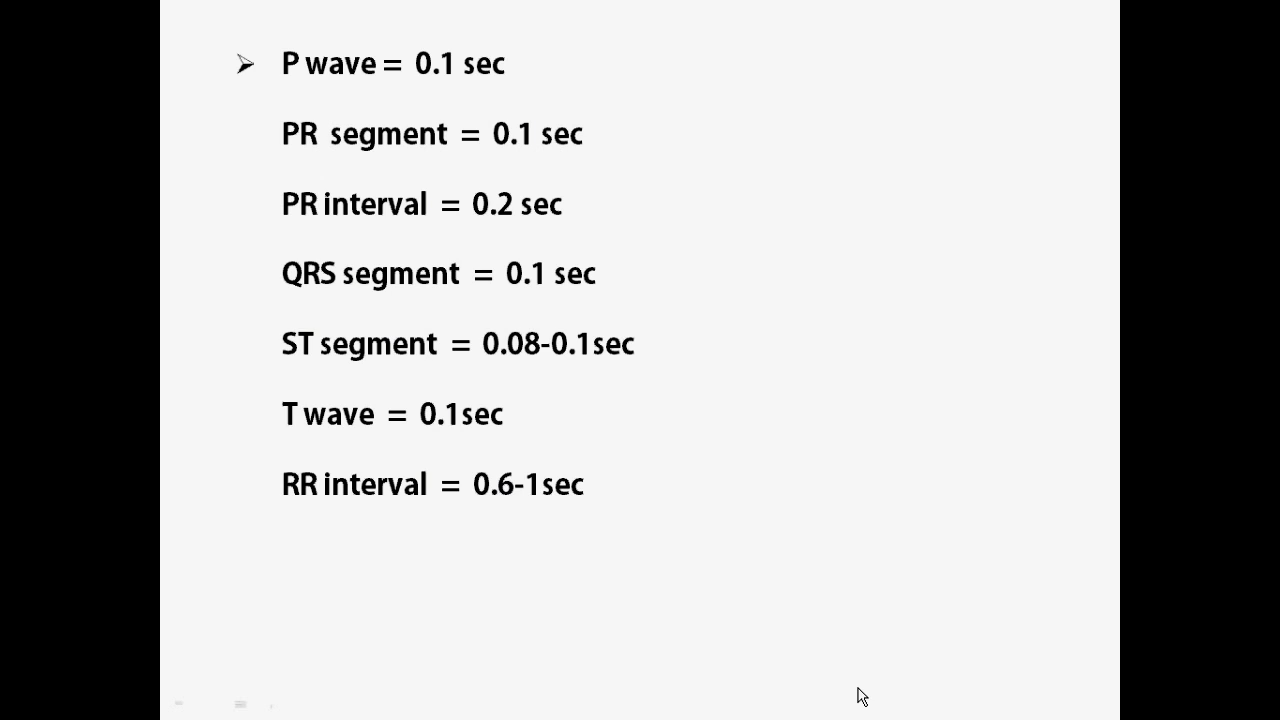 P wave = 0.1 sec
PR segment = 0.1 sec
PR interval = 0.2 sec
QRS segment = 0.1 sec
ST segment = 0.08-0.1sec
T wave = 0.1sec
RR interval = 0.6-1sec